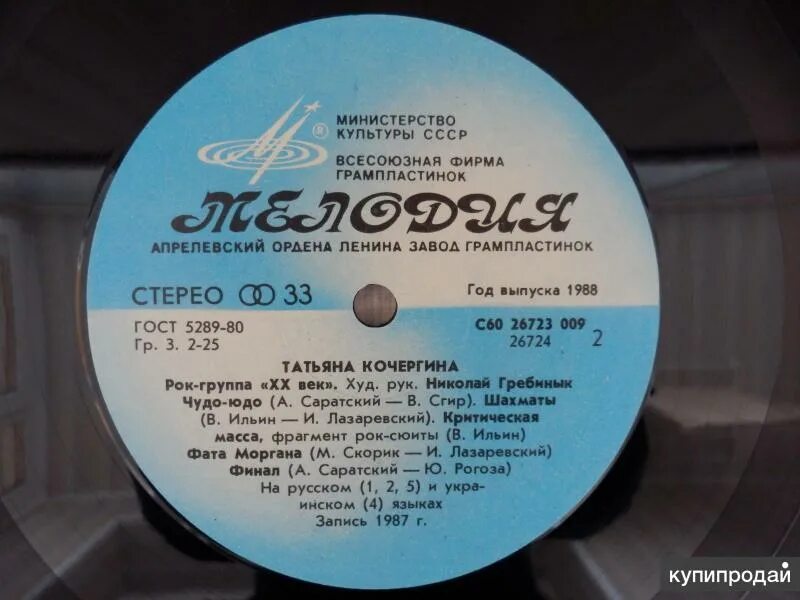 МИНИСТЕРСТВО
КУЛЬТУРЫ СССР
ВСЕСОЮЗНАЯ ФИРМА
ГРАМПЛАСТИНОК
МЕЛОДИЯ
АПРЕЛЕВСКИЙ ОРДЕНА ЛЕНИНА ЗАВОД ГРАМПЛАСТИНОК
СТЕРЕО 33
Год выпуска 1988
ГОСТ 5289-80
Гр. 3. 2-25
С60 26723 009
26724 2
ТАТЬЯНА КОЧЕРГИНА
Рок-группа «XX век». Худ. рук. Николай Гребинык
Чудо-юдо (А. Саратский — В. Сгир). Шахматы
(В. Ильин — И. Лазаревский). Критическая
масса, фрагмент рок-сюиты (В. Ильин)
Фата Моргана (М. Скорик — И. Лазаревский)
Финал (А. Саратский — Ю. Рогоза)
На русском (1, 2, 5) и укра-
инском (4) языках
Запись 1987 г.
купипродай